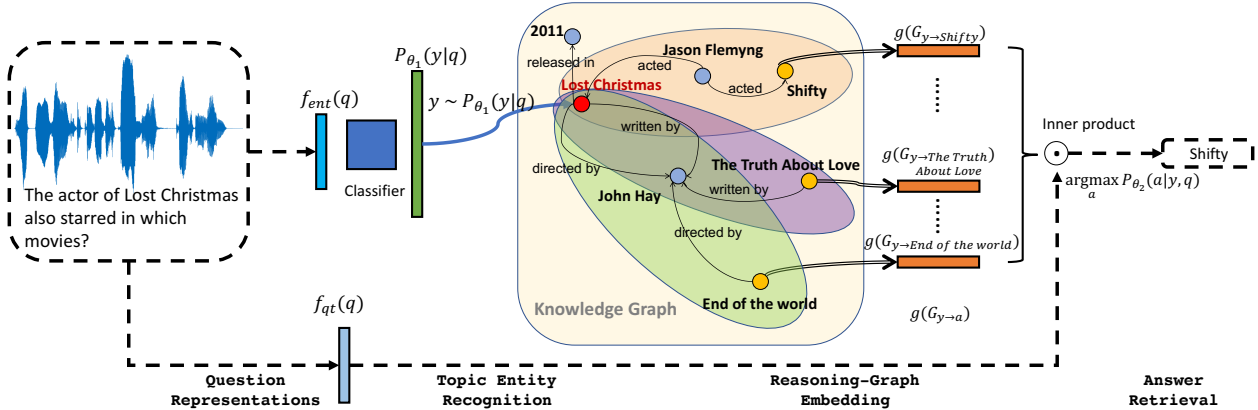 The actor of Lost Christmas
also starred in which
movies?
f_ent(q)
Classifier
P_θ₁(y|q)
y ~ P_θ₁(y|q)
f_qt(q)
2011
released in
Lost Christmas
Jason Flemyng
acted
acted
Shifty
written by
directed by
The Truth About Love
John Hay
written by
directed by
End of the world
Knowledge Graph
g(G_y→Shifty)
g(G_y→The Truth
About Love
)
g(G_y→End of the world)
g(G_y→a)
Inner product
Shifty
argmax P_θ₂(a|y, q)
a
Question
Representations
Topic Entity
Recognition
Reasoning-Graph
Embedding
Answer
Retrieval